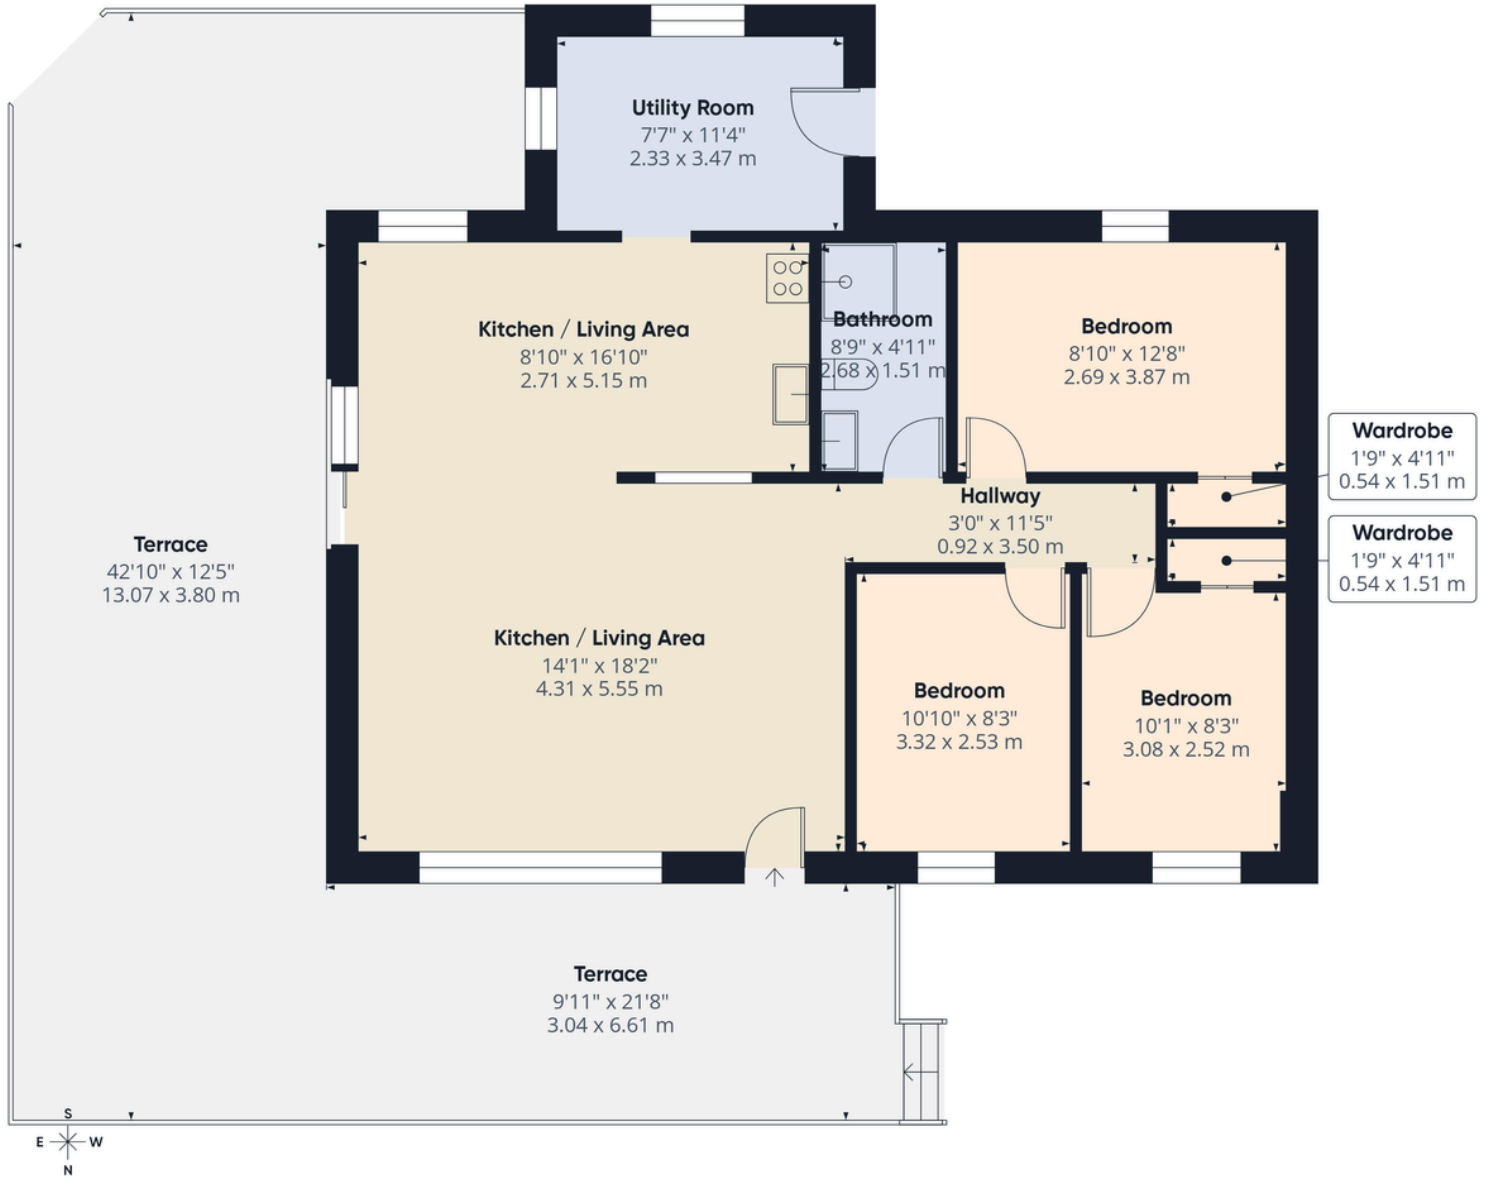 Utility Room
7'7" x 11'4"
2.33 x 3.47 m
Kitchen / Living Area
8'10" x 16'10"
2.71 x 5.15 m
Bathroom
8'9" x 4'11"
2.68 x 1.51 m
Bedroom
8'10" x 12'8"
2.69 x 3.87 m
Wardrobe
1'9" x 4'11"
0.54 x 1.51 m
Hallway
3'0" x 11'5"
0.92 x 3.50 m
Wardrobe
1'9" x 4'11"
0.54 x 1.51 m
Terrace
42'10" x 12'5"
13.07 x 3.80 m
Kitchen / Living Area
14'1" x 18'2"
4.31 x 5.55 m
Bedroom
10'10" x 8'3"
3.32 x 2.53 m
Bedroom
10'1" x 8'3"
3.08 x 2.52 m
Terrace
9'11" x 21'8"
3.04 x 6.61 m
S
E W
N